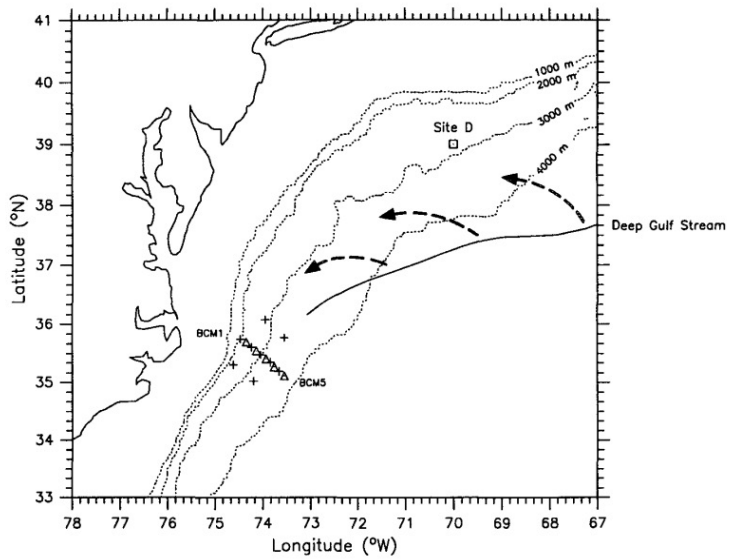 41
40
39
38
37
36
35
34
33
Latitude (°N)
1000 m
2000 m
3000 m
4000 m
Site D
Deep Gulf Stream
BCM1
BCM5
78 77 76 75 74 73 72 71 70 69 68 67
Longitude (°W)